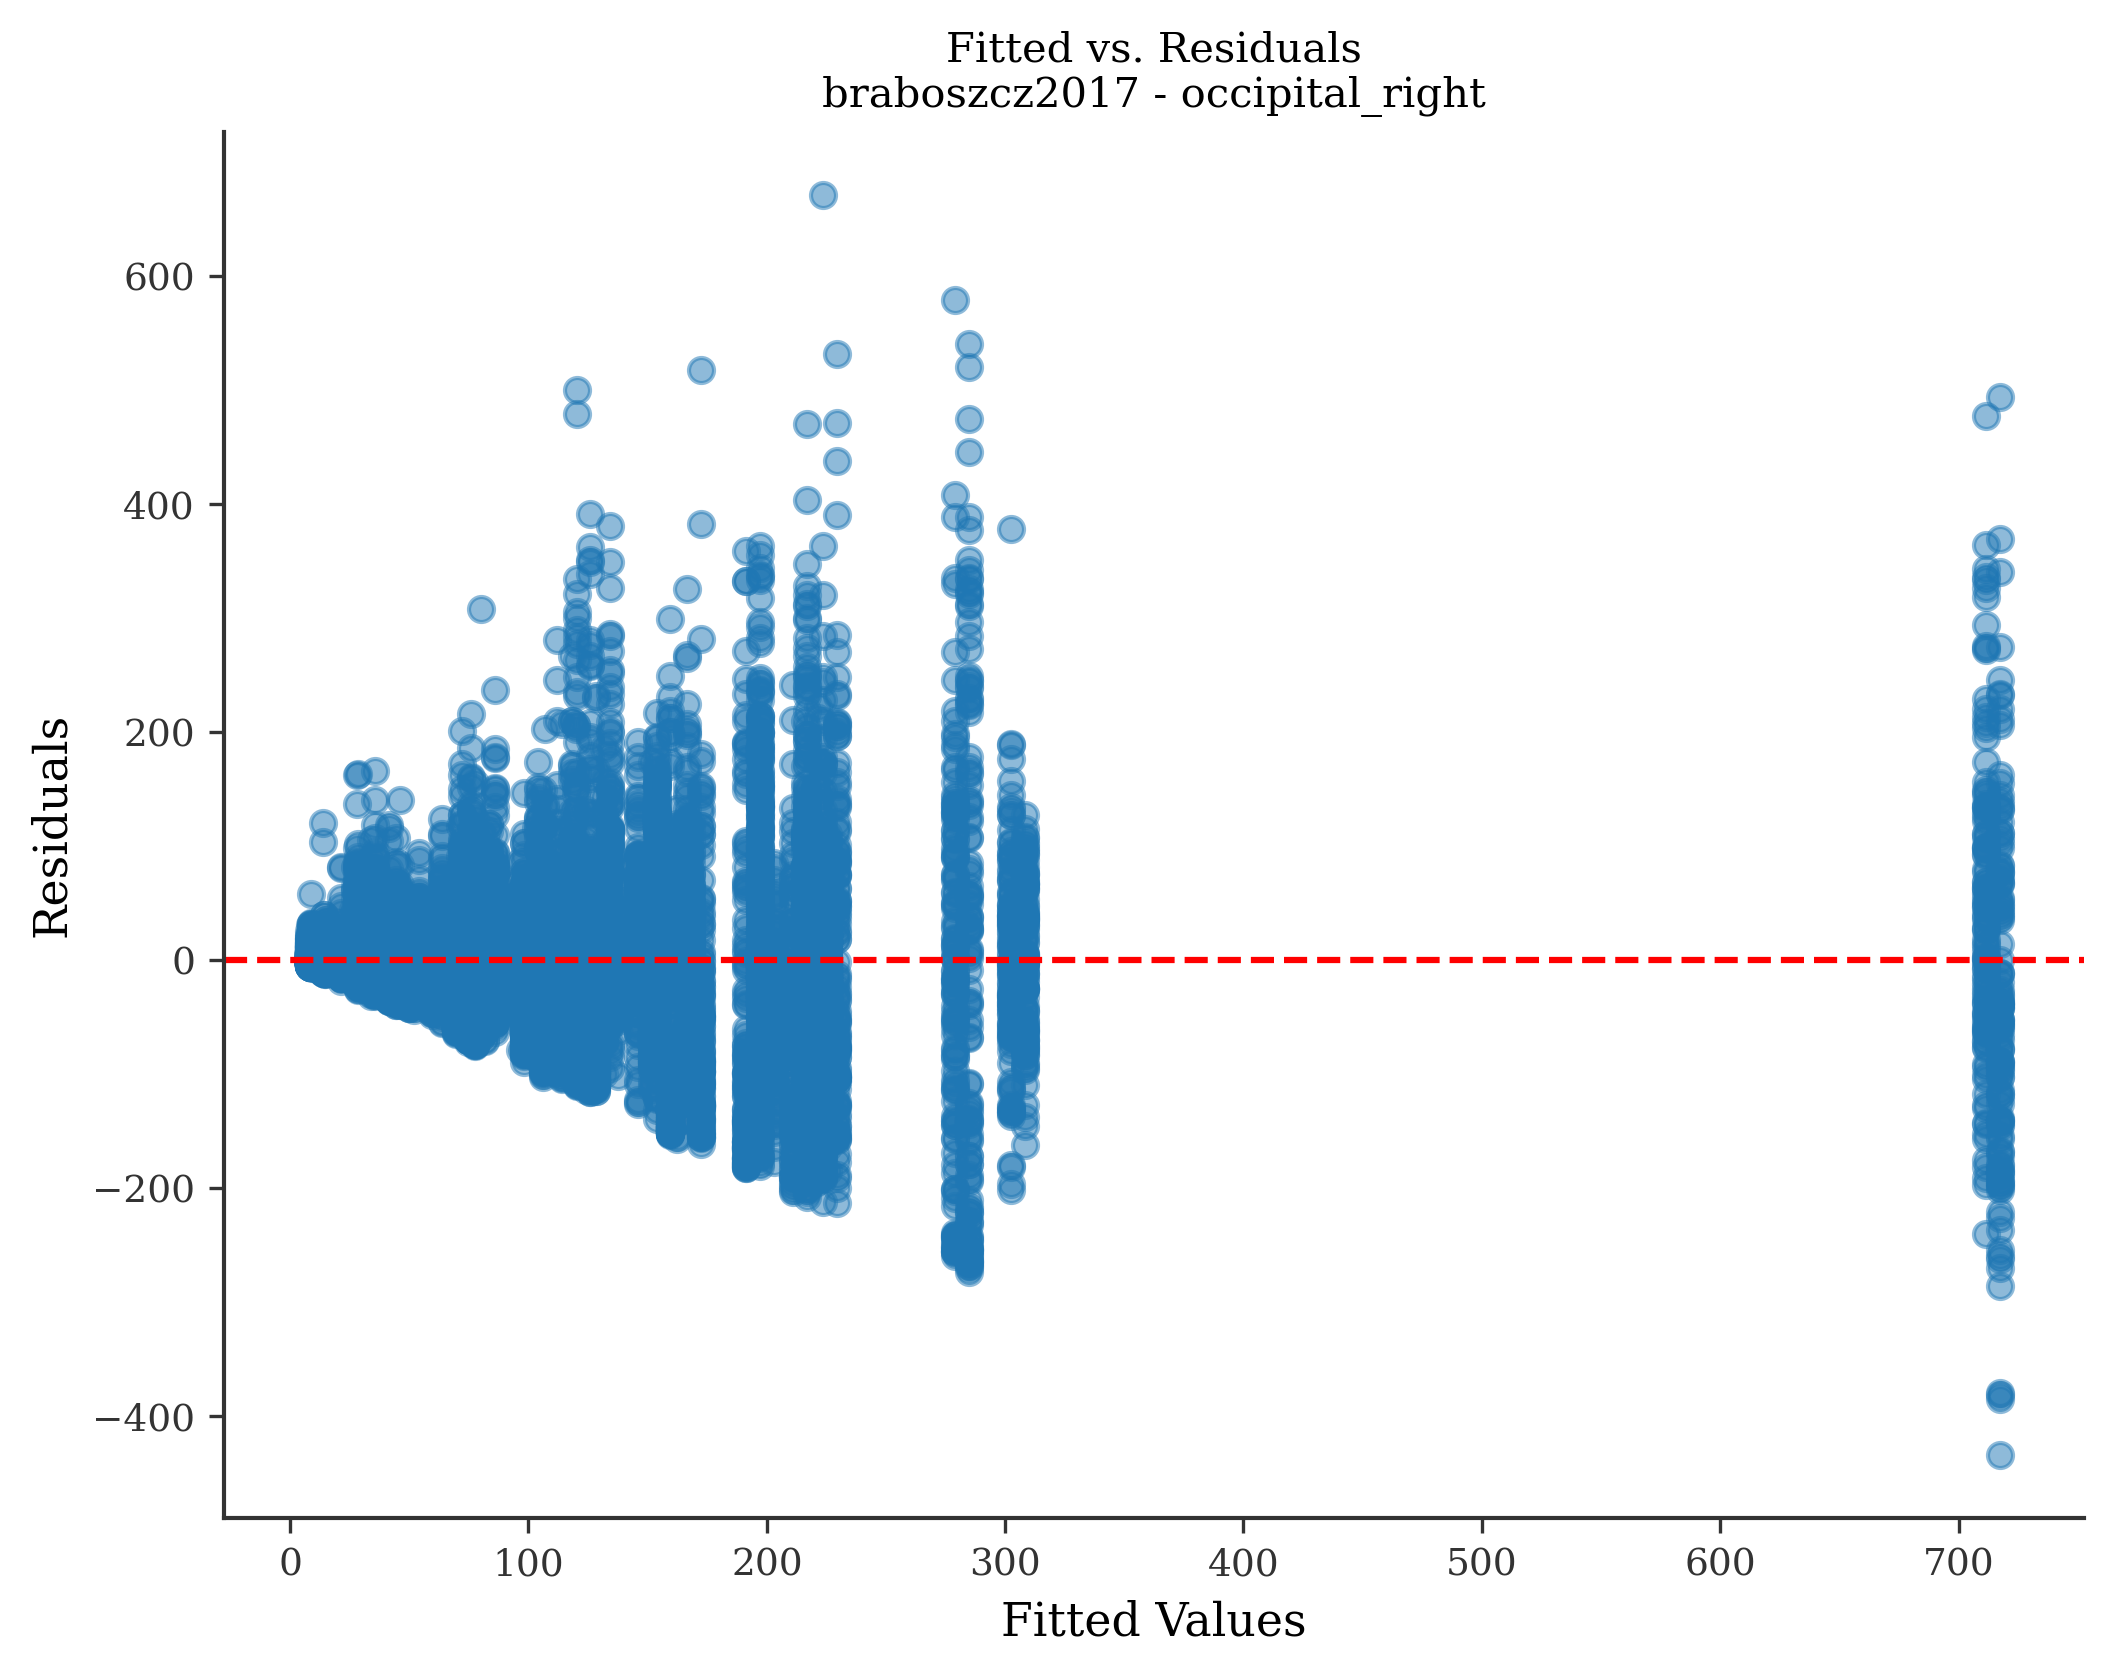 Fitted vs. Residuals
braboszcz2017 - occipital_right
Residuals
600
400
200
0
−200
−400
0 100 200 300 400 500 600 700
Fitted Values